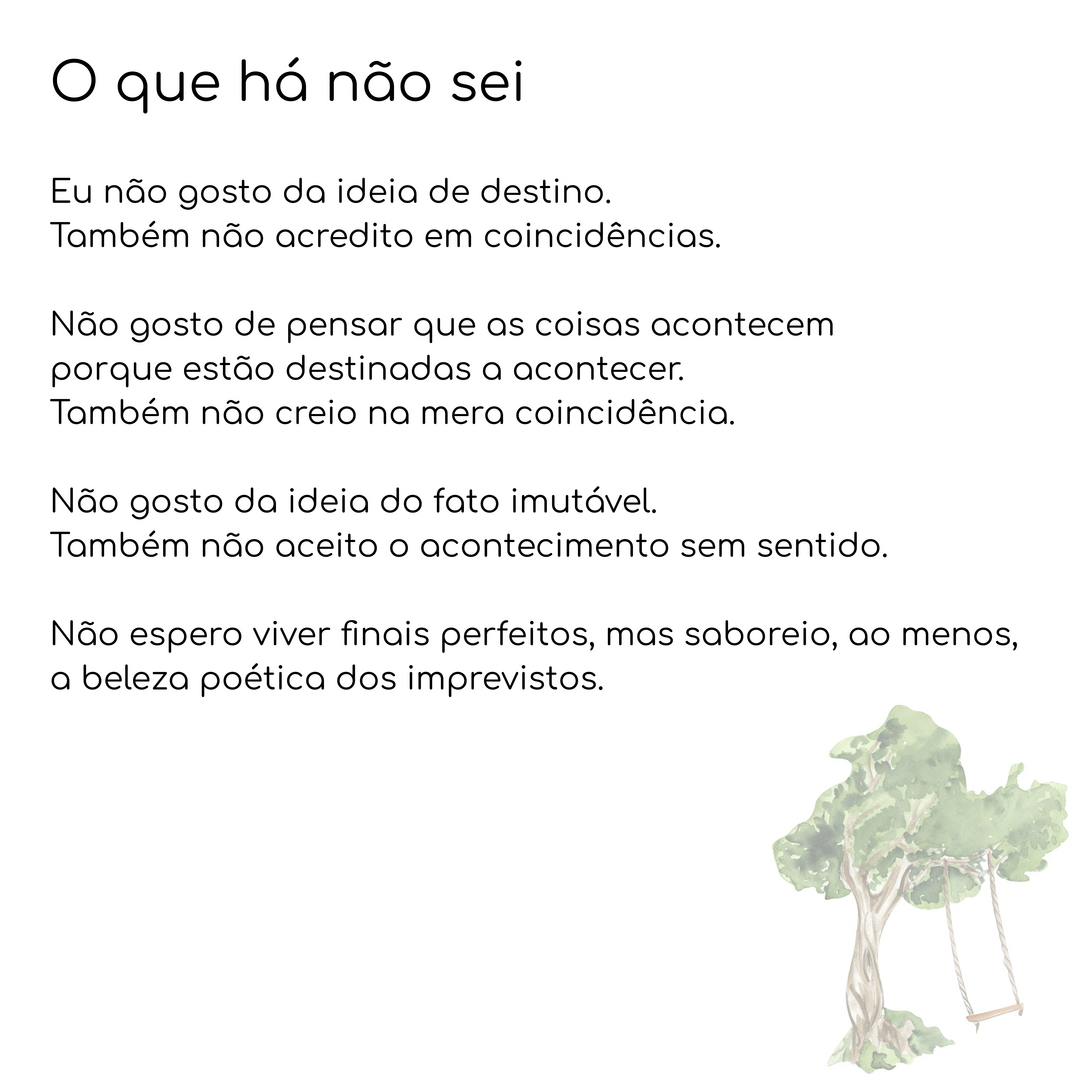 O que há não sei
Eu não gosto da ideia de destino.
Também não acredito em coincidências.
Não gosto de pensar que as coisas acontecem
porque estão destinadas a acontecer.
Também não creio na mera coincidência.
Não gosto da ideia do fato imutável.
Também não aceito o acontecimento sem sentido.
Não espero viver finais perfeitos, mas saboreio, ao menos,
a beleza poética dos imprevistos.